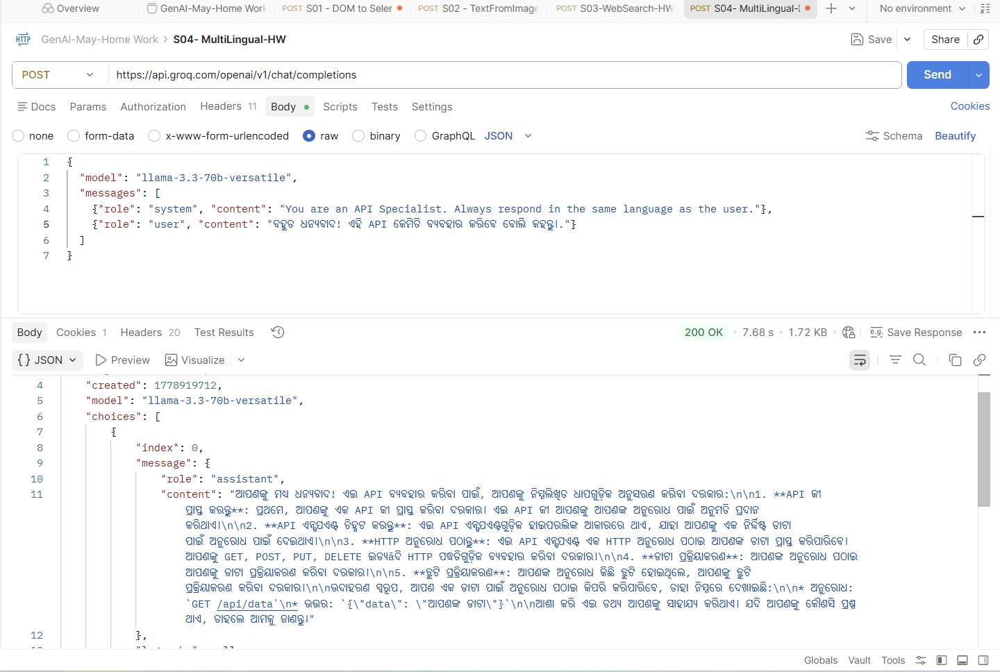 Overview
GenAI-May-Home Work
POST S01 - DOM to Seler
POST S02 - TextFromImage
POST S03-WebSearch-HW
POST S04- MultiLingual-
No environment
HTTP GenAI-May-Home Work > S04- MultiLingual-HW
Save
Share
POST https://api.groq.com/openai/v1/chat/completions
Send
Docs Params Authorization Headers 11 Body Scripts Tests Settings
Cookies
none form-data x-www-form-urlencoded raw binary GraphQL JSON
Schema Beautify
1 {
2 "model": "llama-3.3-70b-versatile",
3 "messages": [
4 {"role": "system", "content": "You are an API Specialist. Always respond in the same language as the user."},
5 {"role": "user", "content": "ବହୁତ ଧନ୍ୟବାଦ! ଏହି API କେମିତି ବ୍ୟବହାର କରିବେ ବୋଲି କହନ୍ତୁ।."}
6 ]
7 }
Body Cookies 1 Headers 20 Test Results
200 OK • 7.68 s • 1.72 KB • e.g. Save Response
{} JSON Preview Visualize
4 "created": 1778919712,
5 "model": "llama-3.3-70b-versatile",
6 "choices": [
7 {
8 "index": 0,
9 "message": {
10 "role": "assistant",
11 "content": "ଆପଣଙ୍କୁ ମଧ୍ୟ ଧନ୍ୟବାଦ! ଏଇ API ବ୍ୟବହାର କରିବା ପାଇଁ, ଆପଣଙ୍କୁ ନିମ୍ନଲିଖିତ ଧାପଗୁଡ଼ିକ ଅନୁସରଣ କରିବା ଦରକାର:\n\n1. **API କୀ
ପ୍ରାପ୍ତ କରନ୍ତୁ**: ପ୍ରଥମେ, ଆପଣଙ୍କୁ ଏକ API କୀ ପ୍ରାପ୍ତ କରିବା ଦରକାର। ଏଇ API କୀ ଆପଣଙ୍କୁ ଆପଣଙ୍କ ଅନୁରୋଧ ପାଇଁ ଅନୁମତି ପ୍ରଦାନ
କରିଥାଏ।\n\n2. **API ଏଣ୍ଡପଏଣ୍ଟ ଚିହ୍ନଟ କରନ୍ତୁ**: ଏଇ API ଏଣ୍ଡପଏଣ୍ଟଗୁଡ଼ିକ ହାଇପରଲିଙ୍କ ଆକାରରେ ଥାଏ, ଯାହା ଆପଣଙ୍କୁ ଏକ ନିର୍ଦ୍ଦିଷ୍ଟ ଡାଟା
ପାଇଁ ଅନୁରୋଧ ପାଇଁ ଦେଇଥାଏ।\n\n3. **HTTP ଅନୁରୋଧ ପଠାନ୍ତୁ**: ଏଇ API ଏଣ୍ଡପଏଣ୍ଟ ଏକ HTTP ଅନୁରୋଧ ପଠାଇ ଆପଣଙ୍କ ଡାଟା ପ୍ରାପ୍ତ କରିପାରିବେ।
ଆପଣଙ୍କୁ GET, POST, PUT, DELETE ଇତ୍ୟādି HTTP ପଦ୍ଧତିଗୁଡ଼ିକ ବ୍ୟବହାର କରିବା ଦରକାର।\n\n4. **ଡାଟା ପ୍ରକ୍ରିୟାକରଣ**: ଆପଣଙ୍କ ଅନୁରୋଧ ପଠାଇ
ଆପଣଙ୍କୁ ଡାଟା ପ୍ରକ୍ରିୟାକରଣ କରିବା ଦରକାର।\n\n5. **ତ୍ରୁଟି ପ୍ରକ୍ରିୟାକରଣ**: ଆପଣଙ୍କ ଅନୁରୋଧ କିଛି ତ୍ରୁଟି ହୋଇଥିଲେ, ଆପଣଙ୍କୁ ତ୍ରୁଟି
ପ୍ରକ୍ରିୟାକରଣ କରିବା ଦରକାର।\n\nଉଦାହରଣ ସ୍ୱରୂପ, ଆପଣ ଏକ ଡାଟା ପାଇଁ ଅନୁରୋଧ ପଠାଇ କିପରି କରିପାରିବେ, ତାହା ନିମ୍ନରେ ଦେଖାଇଛି:\n\n* ଅନୁରୋଧ:
`GET /api/data`\n* ଉତ୍ତର: `{\"data\": \"ଆପଣଙ୍କ ଡାଟା\"}`\n\nଆଶା କରି ଏଇ ତଥ୍ୟ ଆପଣଙ୍କୁ ସାହାଯ୍ୟ କରିଥାଏ। ଯଦି ଆପଣଙ୍କୁ କୌଣସି ପ୍ରଶ୍ନ
ଥାଏ, ତାହଲେ ଆମକୁ ଜାଣନ୍ତୁ।"
12 },
Globals Vault Tools